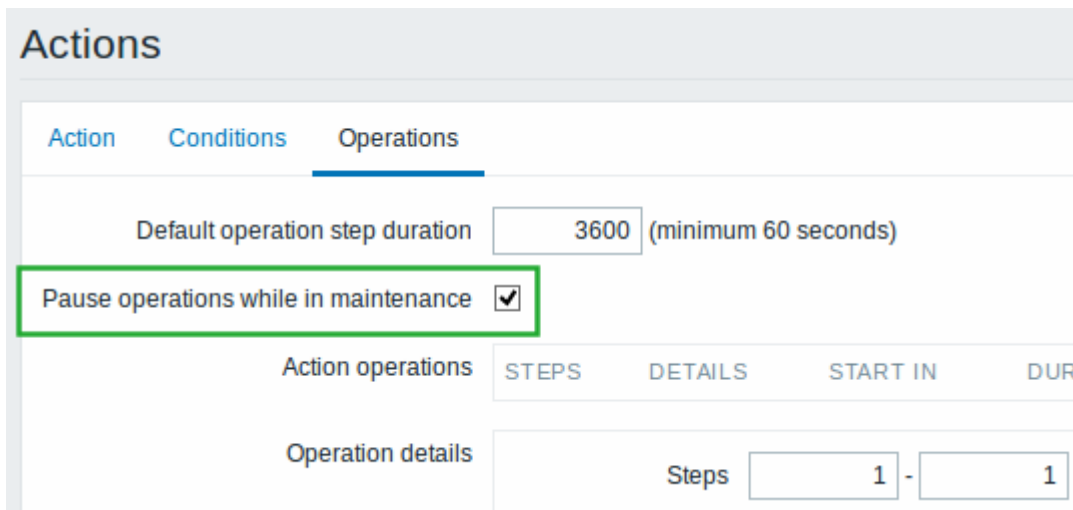 Actions
Action Conditions Operations
Default operation step duration 3600 (minimum 60 seconds)
Pause operations while in maintenance
Action operations STEPS DETAILS START IN DUR
Operation details
Steps 1 - 1